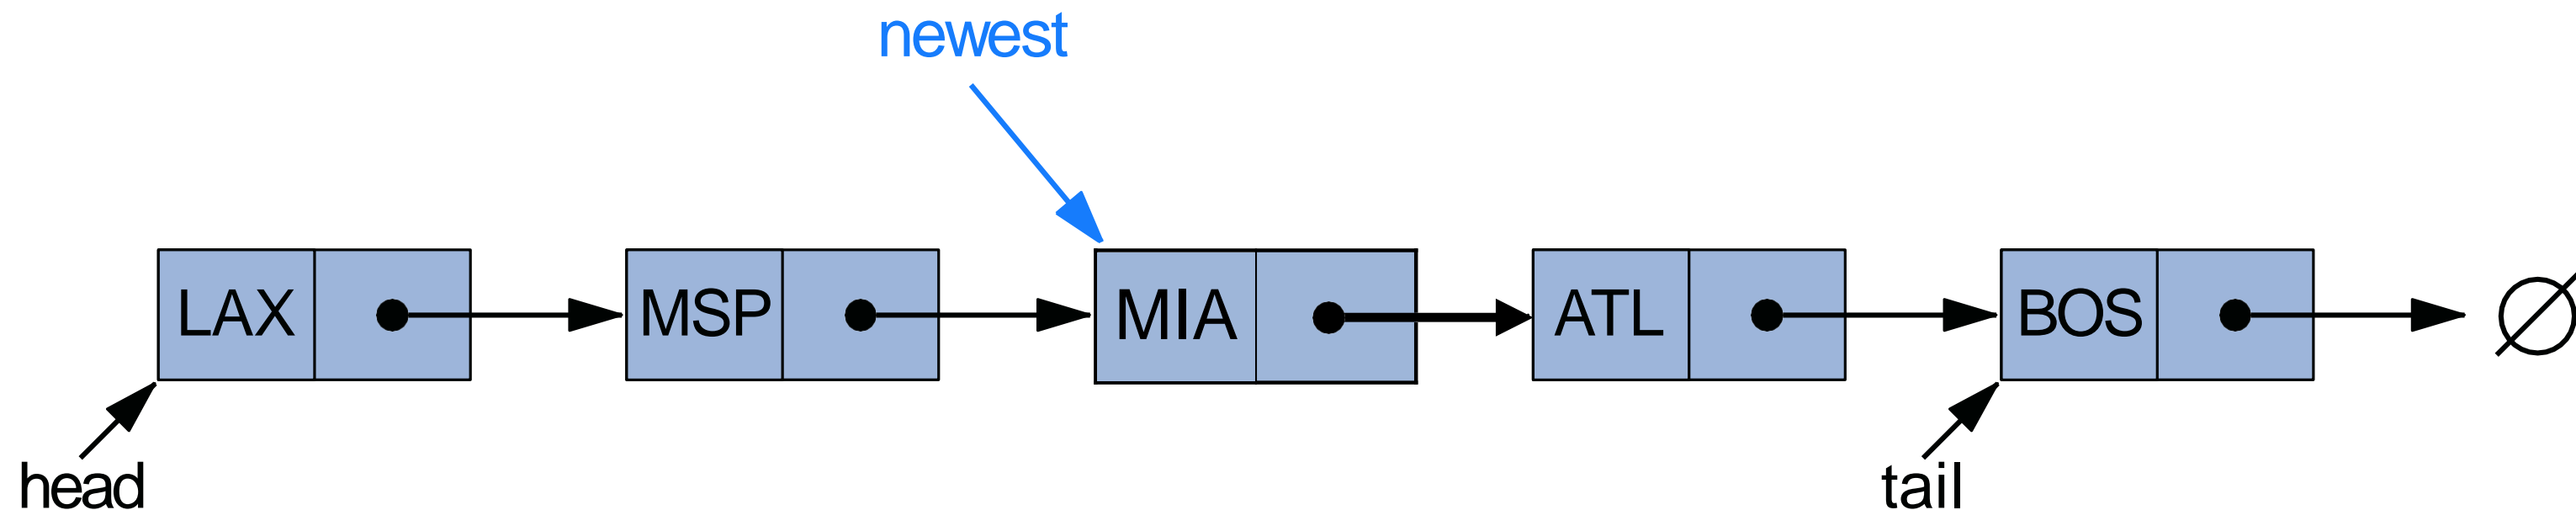 newest
LAX
MSP
MIA
ATL
BOS
∅
head
tail